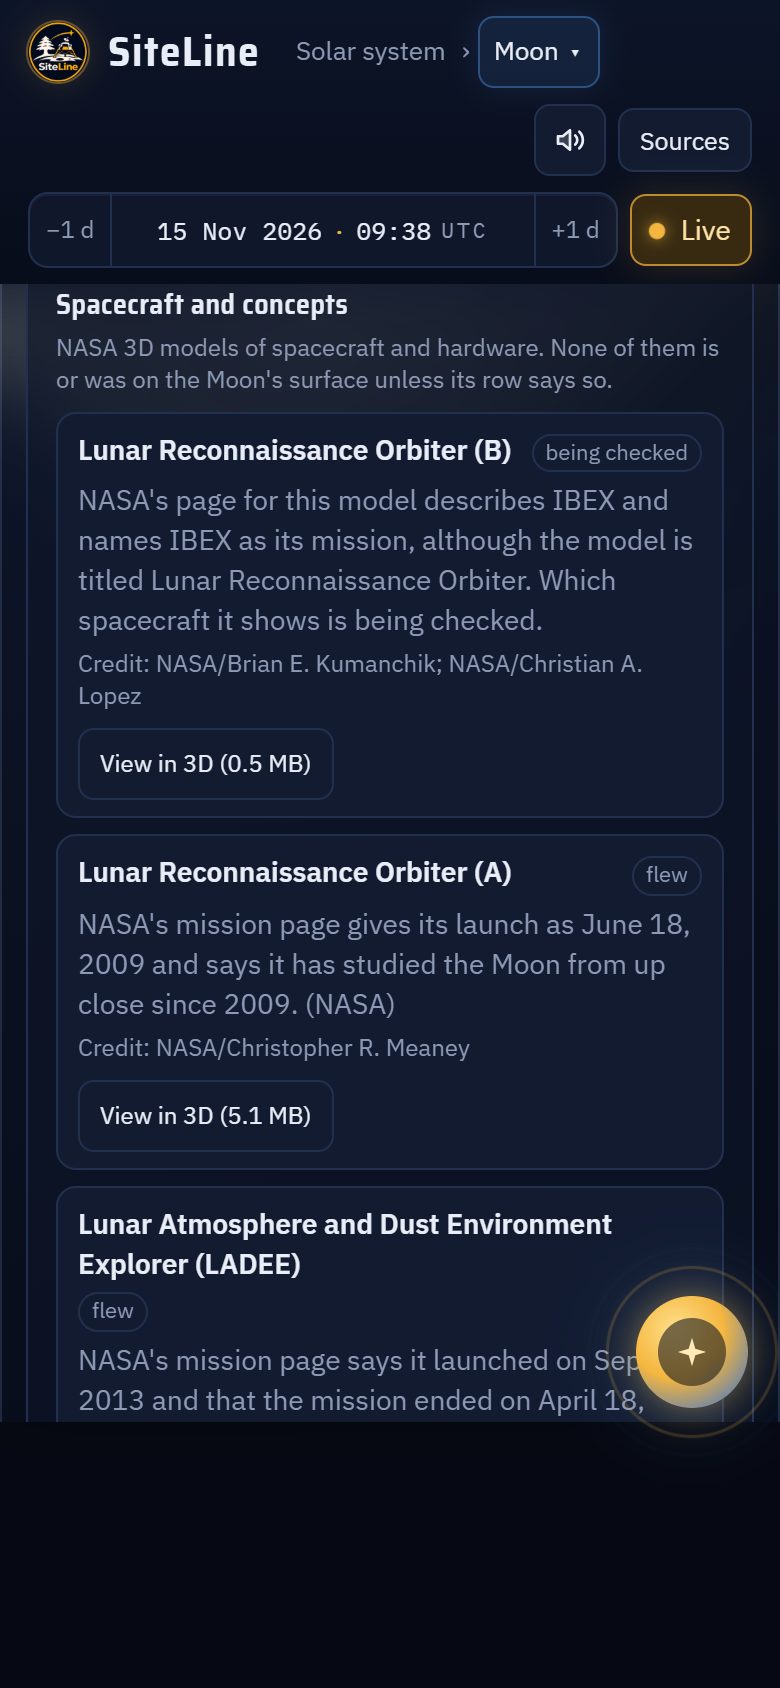 SiteLine
SiteLine
Solar system › Moon ▾
Sources
−1 d
15 Nov 2026 · 09:38 UTC
+1 d
Live
Spacecraft and concepts
NASA 3D models of spacecraft and hardware. None of them is
or was on the Moon's surface unless its row says so.
Lunar Reconnaissance Orbiter (B)
being checked
NASA's page for this model describes IBEX and
names IBEX as its mission, although the model is
titled Lunar Reconnaissance Orbiter. Which
spacecraft it shows is being checked.
Credit: NASA/Brian E. Kumanchik; NASA/Christian A.
Lopez
View in 3D (0.5 MB)
Lunar Reconnaissance Orbiter (A)
flew
NASA's mission page gives its launch as June 18,
2009 and says it has studied the Moon from up
close since 2009. (NASA)
Credit: NASA/Christopher R. Meaney
View in 3D (5.1 MB)
Lunar Atmosphere and Dust Environment
Explorer (LADEE)
flew
NASA's mission page says it launched on Sep
2013 and that the mission ended on April 18,